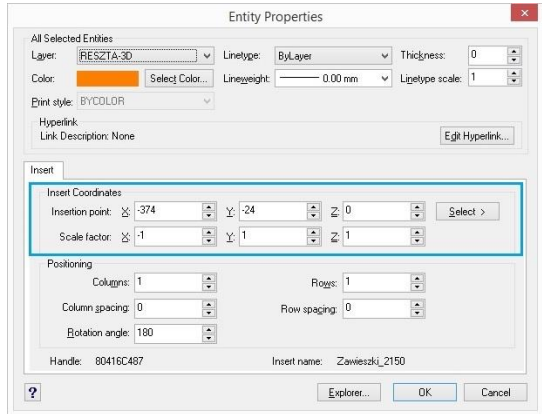 Entity Properties
All Selected Entities
Layer: RESZTA-3D Linetype: ByLayer Thickness: 0
Color: Select Color... Lineweight: 0.00 mm Linetype scale: 1
Print style: BYCOLOR
Hyperlink
Link Description: None Edit Hyperlink...
Insert
Insert Coordinates
Insertion point: X: -374 Y: -24 Z: 0 Select >
Scale factor: X: -1 Y: 1 Z: 1
Positioning
Columns: 1 Rows: 1
Column spacing: 0 Row spacing: 0
Rotation angle: 180
Handle: 80416C487 Insert name: Zawieszki_2150
? Explorer... OK Cancel